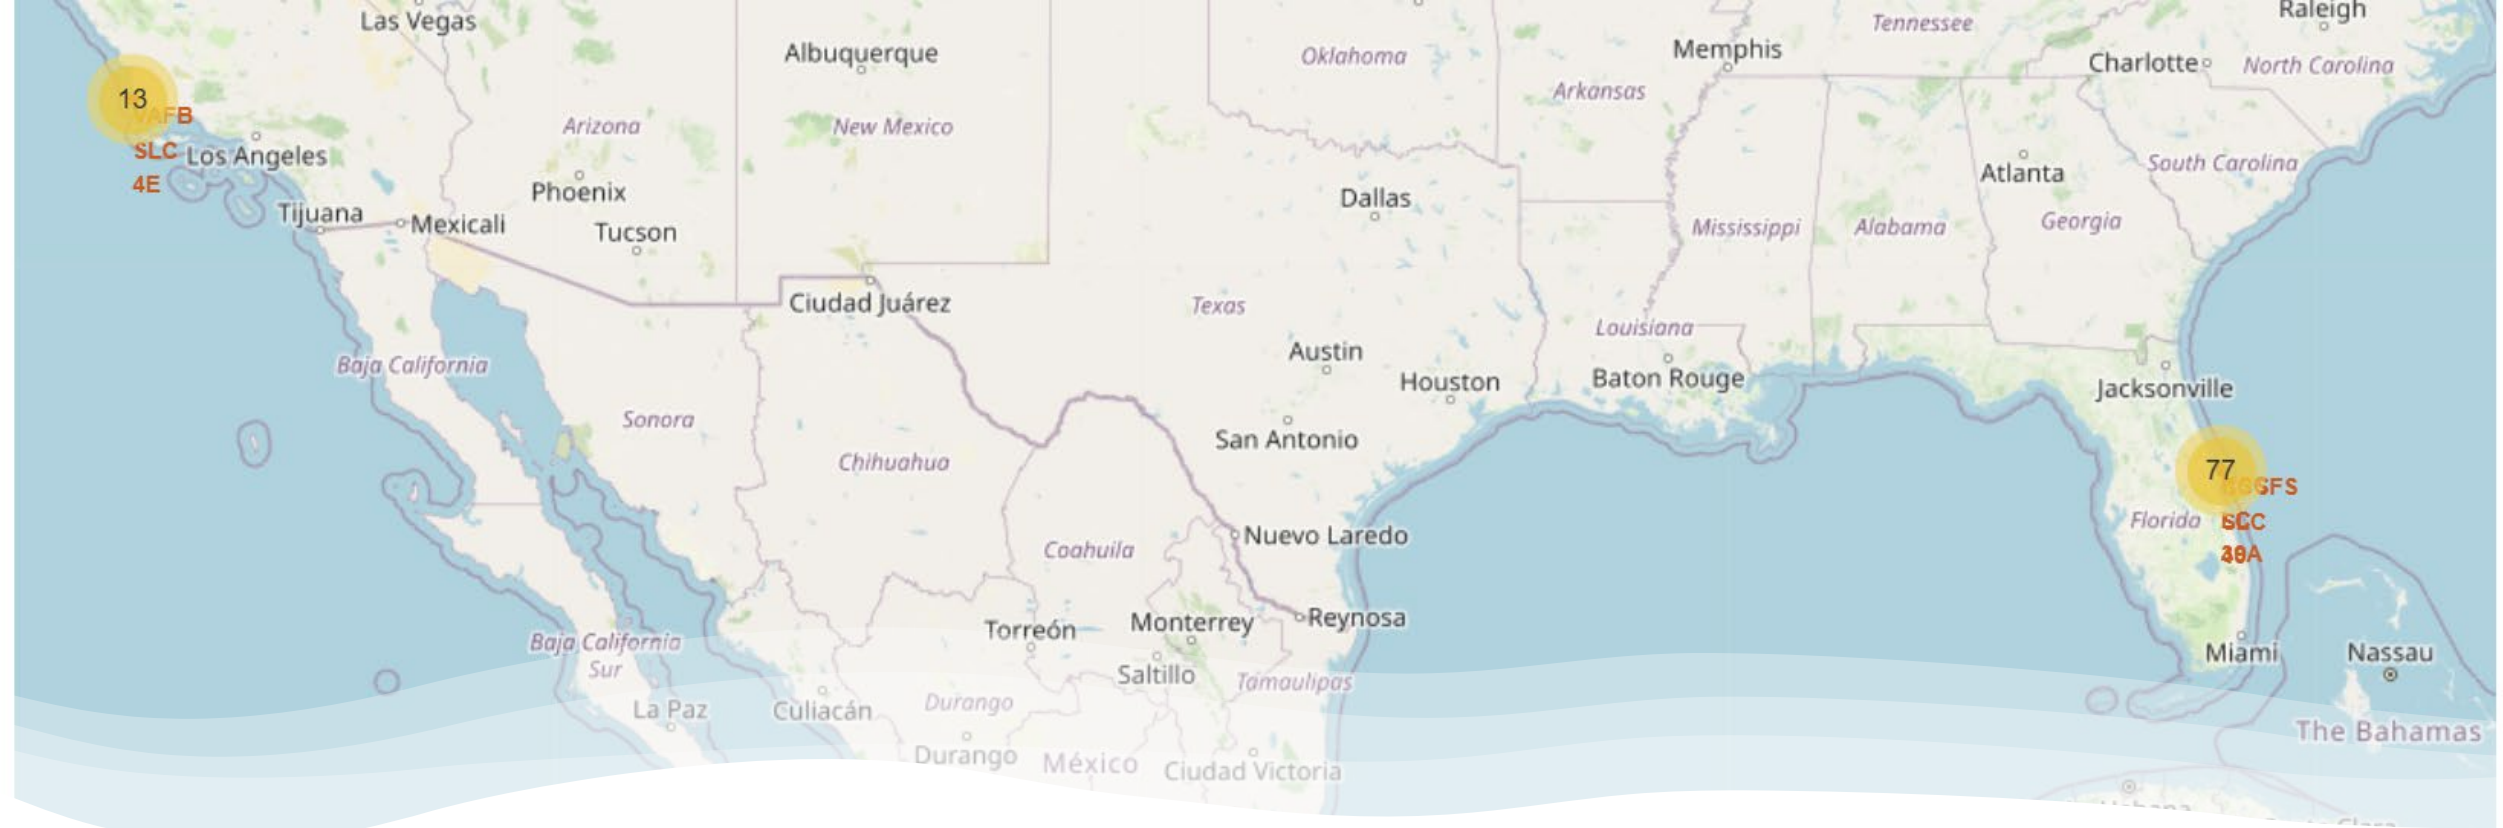 Las Vegas
Raleigh
Tennessee
Memphis
Albuquerque
Oklahoma
Charlotte
North Carolina
Arkansas
13
VAFB
Arizona
New Mexico
SLC
Los Angeles
4E
Atlanta
South Carolina
Phoenix
Dallas
Tijuana
Mexicali
Tucson
Mississippi
Alabama
Georgia
Ciudad Juárez
Texas
Louisiana
Austin
Baja California
Houston
Baton Rouge
Jacksonville
Sonora
San Antonio
Chihuahua
77
Florida
Nuevo Laredo
Coahuila
Torreón
Monterrey
Reynosa
Baja California
Sur
Saltillo
Tamaulipas
Miami
Nassau
La Paz
Culiacán
Durango
The Bahamas
Durango
México
Ciudad Victoria